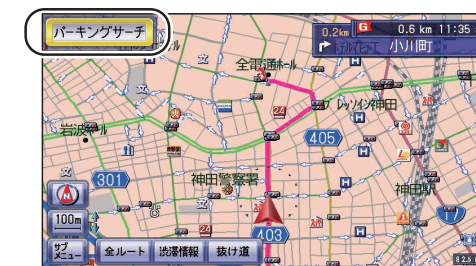 パーキングサーチ
0.2km G 0.6 km 11:35
小川町
全電通ホール
24
405
岩波ホール
301
神田警察署
神田駅
17
24
403
100m
サブメニュー 全ルート 渋滞情報 抜け道